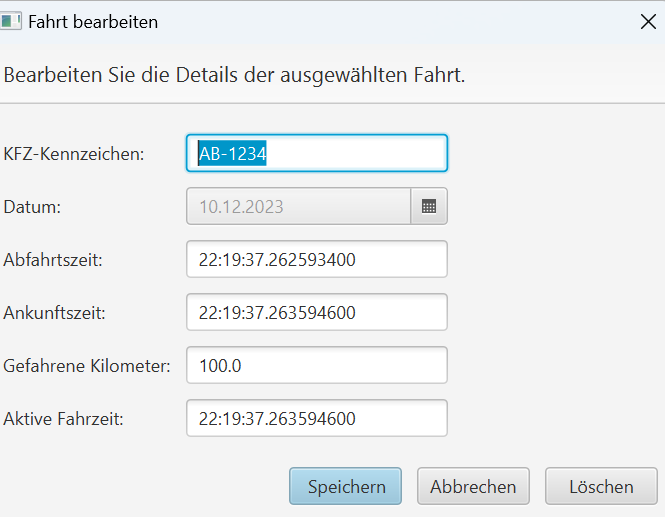 Fahrt bearbeiten
Bearbeiten Sie die Details der ausgewählten Fahrt.
KFZ-Kennzeichen: AB-1234
Datum: 10.12.2023
Abfahrtszeit: 22:19:37.262593400
Ankunftszeit: 22:19:37.263594600
Gefahrene Kilometer: 100.0
Aktive Fahrzeit: 22:19:37.263594600
Speichern Abbrechen Löschen